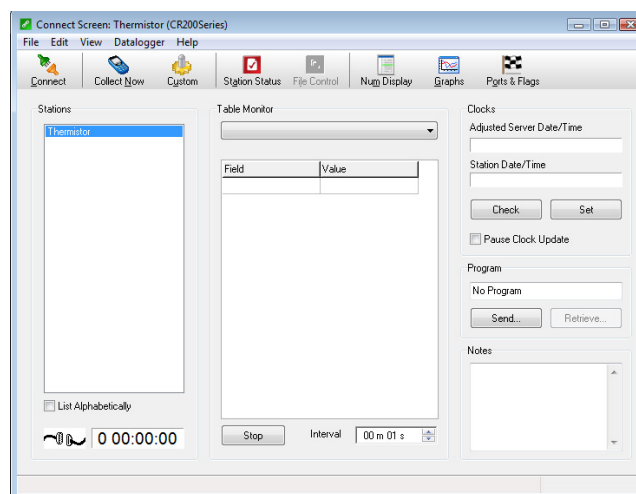 Connect Screen: Thermistor (CR200Series)
File Edit View Datalogger Help
Connect Collect Now Custom Station Status File Control Num Display Graphs Ports & Flags
Stations
Thermistor
List Alphabetically
0 00:00:00
Table Monitor
Field Value
Stop Interval 00 m 01 s
Clocks
Adjusted Server Date/Time
Station Date/Time
Check Set
Pause Clock Update
Program
No Program
Send... Retrieve...
Notes